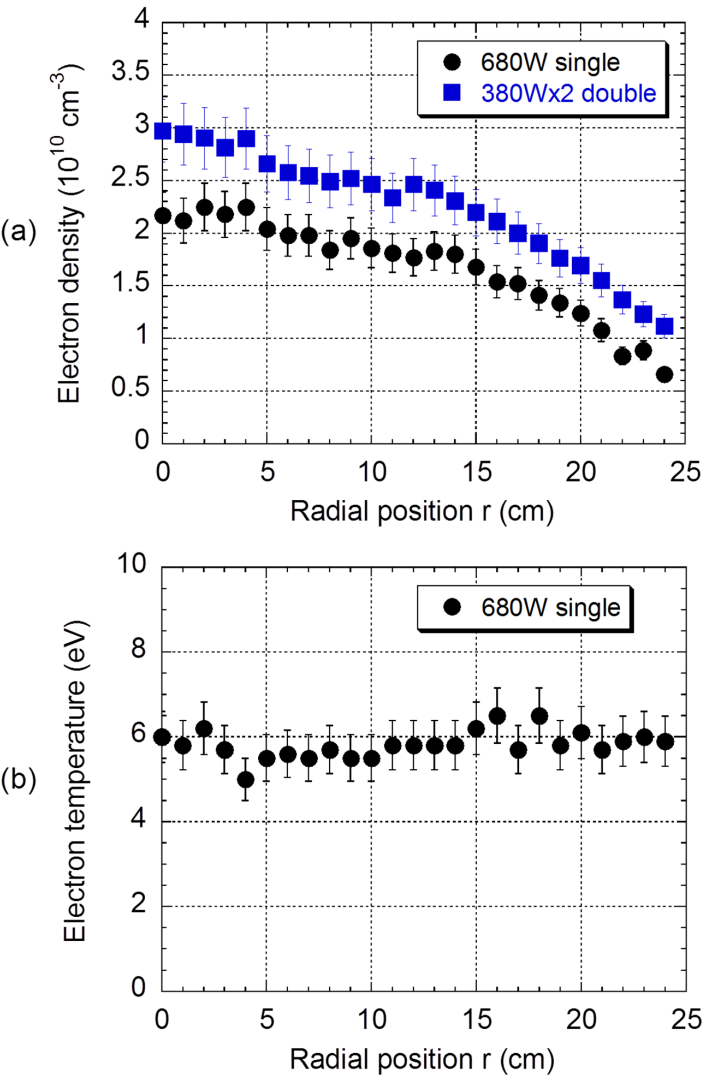 (a)
Electron density (10^10 cm^-3)
4
3.5
3
2.5
2
1.5
1
0.5
0
680W single
380Wx2 double
0 5 10 15 20 25
Radial position r (cm)
(b)
Electron temperature (eV)
10
8
6
4
2
0
680W single
0 5 10 15 20 25
Radial position r (cm)